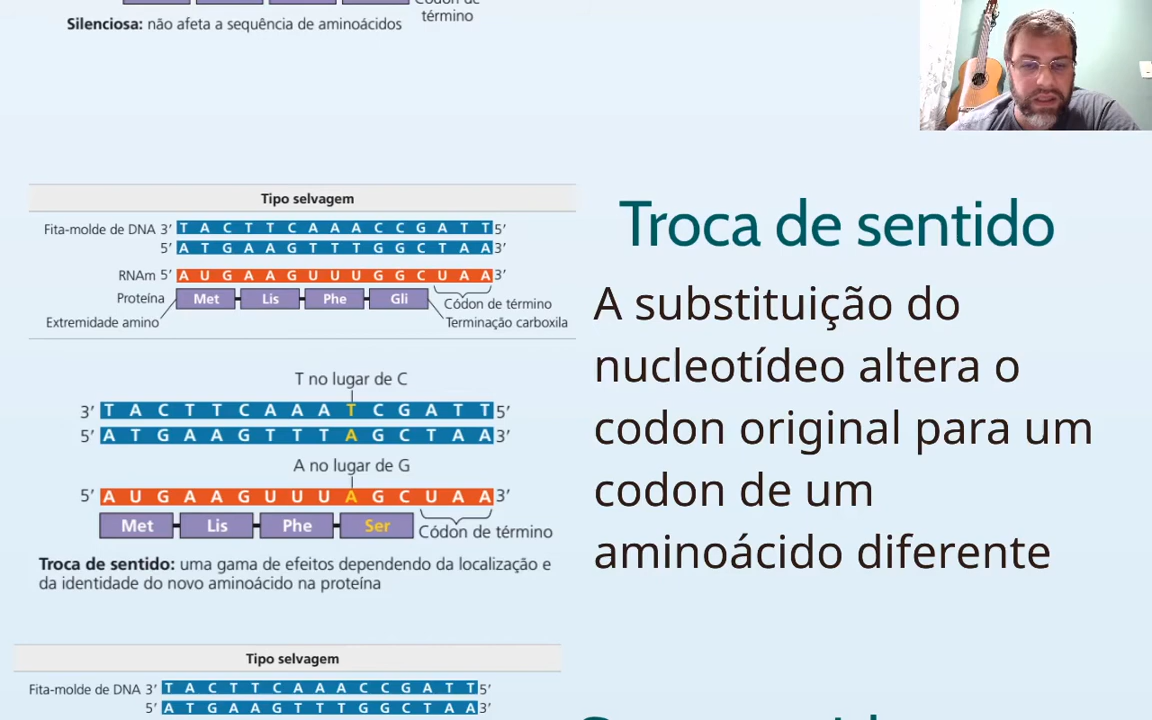 Códon de
término
Silenciosa: não afeta a sequência de aminoácidos
Tipo selvagem
Fita-molde de DNA 3’ T A C T T C A A A C C G A T T 5’
5’ A T G A A G T T T G G C T A A 3’
RNAm 5’ A U G A A G U U U G G C U A A 3’
Proteína Met Lis Phe Gli Códon de término
Extremidade amino Terminação carboxila
T no lugar de C
3’ T A C T T C A A A T C G A T T 5’
5’ A T G A A G T T T A G C T A A 3’
A no lugar de G
5’ A U G A A G U U U A G C U A A 3’
Met Lis Phe Ser Códon de término
Troca de sentido: uma gama de efeitos dependendo da localização e
da identidade do novo aminoácido na proteína
Troca de sentido
A substituição do
nucleotídeo altera o
codon original para um
codon de um
aminoácido diferente
Tipo selvagem
Fita-molde de DNA 3’ T A C T T C A A A C C G A T T 5’
5’ A T G A A G T T T G G C T A A 3’